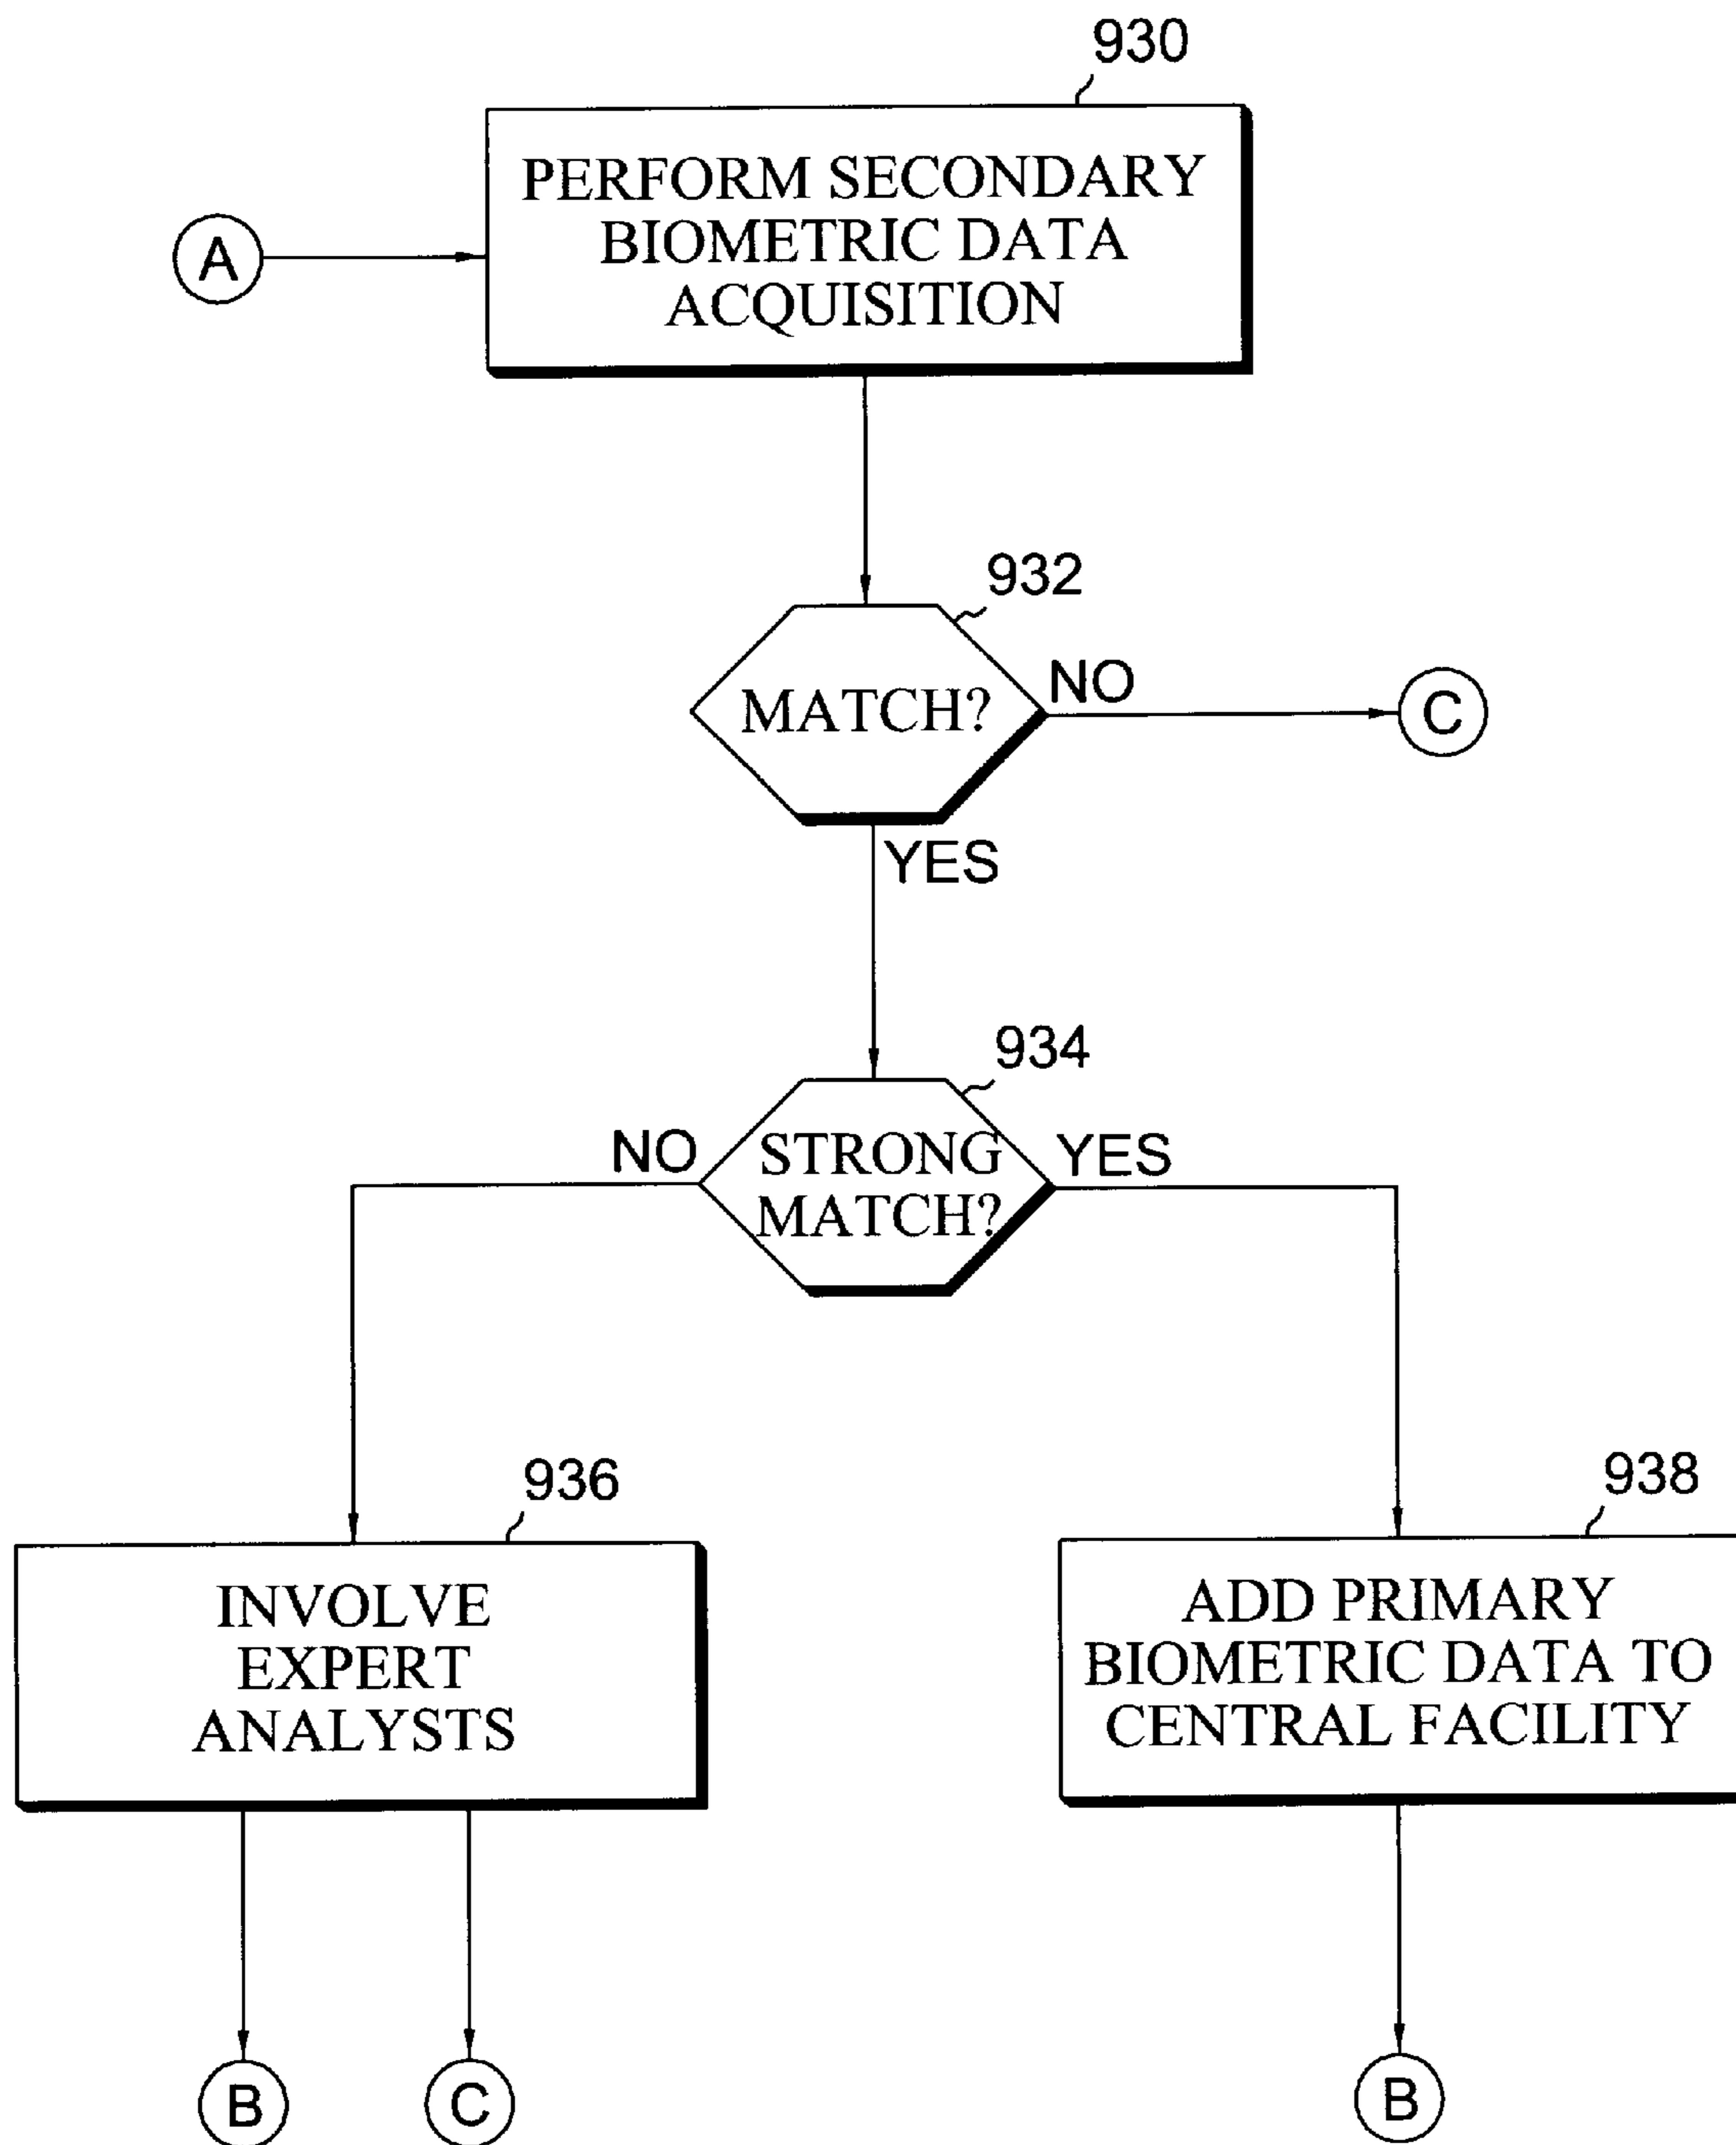 930
PERFORM SECONDARY
BIOMETRIC DATA
ACQUISITION
A
932
MATCH?
NO
C
YES
934
NO
STRONG
MATCH?
YES
936
INVOLVE
EXPERT
ANALYSTS
938
ADD PRIMARY
BIOMETRIC DATA TO
CENTRAL FACILITY
B
C
B